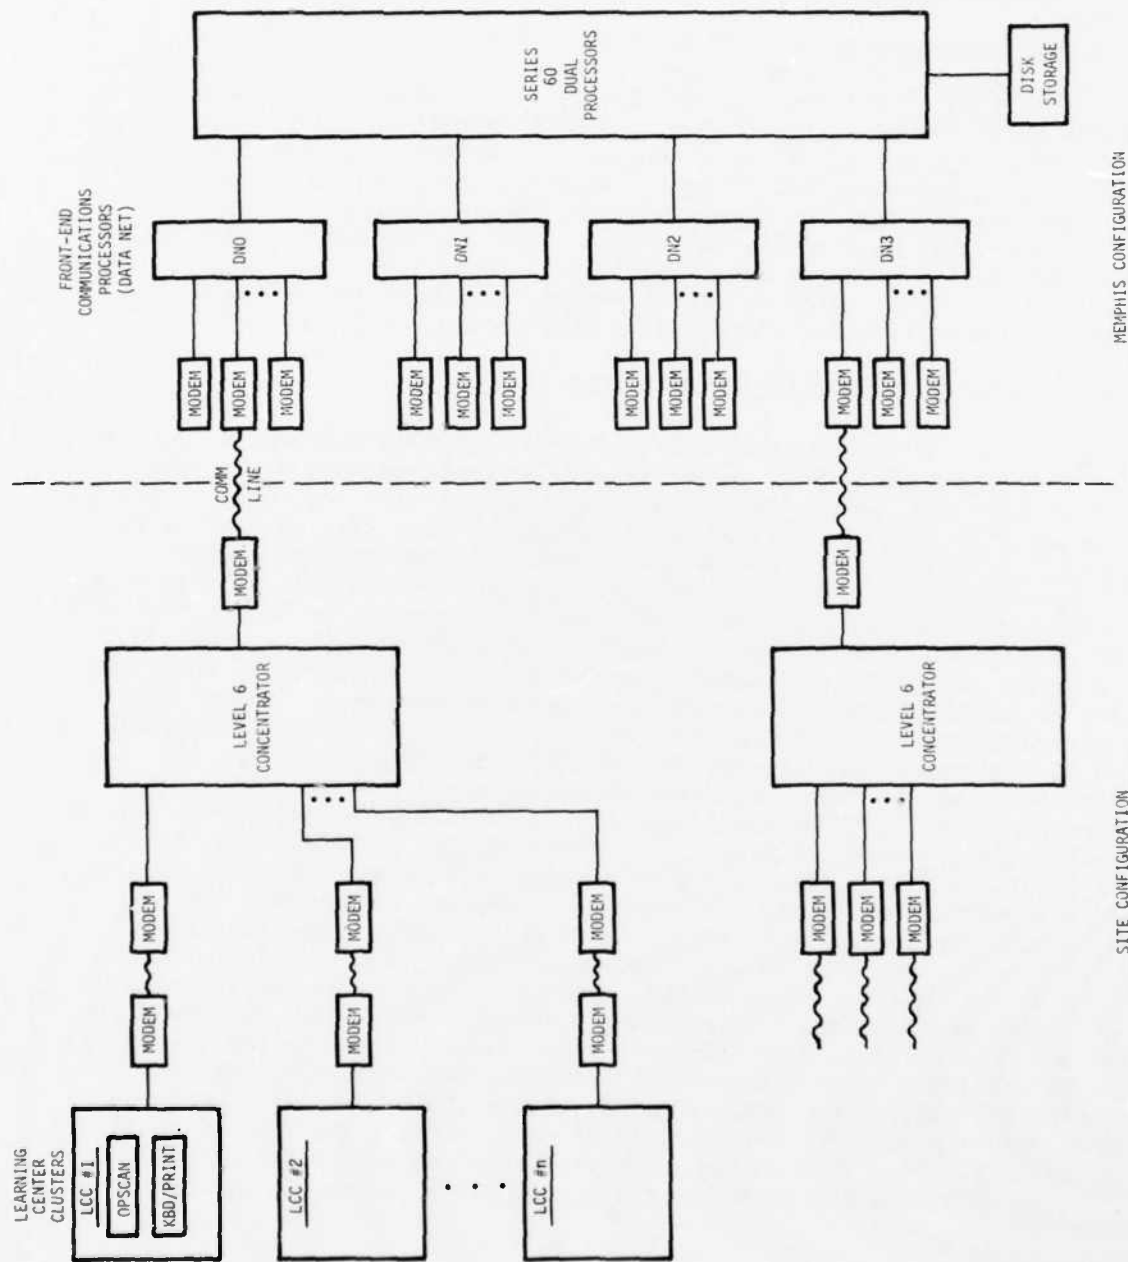 LEARNING
CENTER
CLUSTERS
LCC #1
OPSCAN
KBD/PRINT
LCC #2
LCC #n
MODEM
MODEM
MODEM
MODEM
MODEM
MODEM
LEVEL 6
CONCENTRATOR
MODEM
COMM
LINE
MODEM
MODEM
MODEM
LEVEL 6
CONCENTRATOR
MODEM
SITE CONFIGURATION
FRONT-END
COMMUNICATIONS
PROCESSORS
(DATA NET)
MODEM
MODEM
MODEM
DN0
MODEM
MODEM
MODEM
DN1
MODEM
MODEM
MODEM
DN2
MODEM
MODEM
MODEM
DN3
SERIES
60
DUAL
PROCESSORS
DISK
STORAGE
MEMPHIS CONFIGURATION